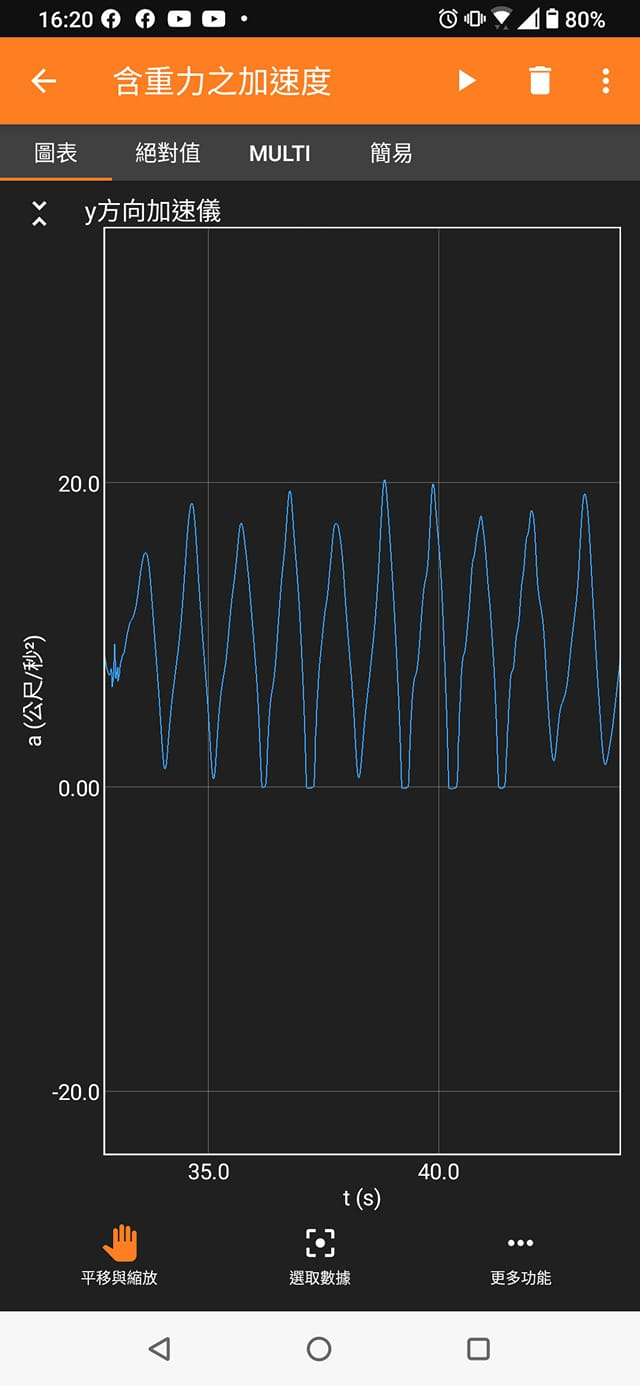 16:20 80%
含重力之加速度
圖表 絕對值 MULTI 簡易
y方向加速儀
20.0
a (公尺/秒²)
0.00
-20.0
35.0 40.0
t (s)
平移與縮放 選取數據 更多功能